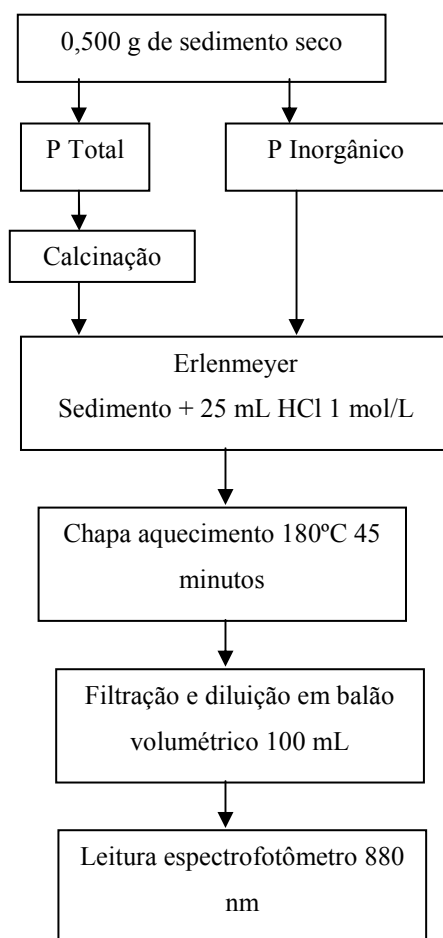 0,500 g de sedimento seco
P Total
P Inorgânico
Calcinação
Erlenmeyer
Sedimento + 25 mL HCl 1 mol/L
Chapa aquecimento 180ºC 45
minutos
Filtração e diluição em balão
volumétrico 100 mL
Leitura espectrofotômetro 880
nm